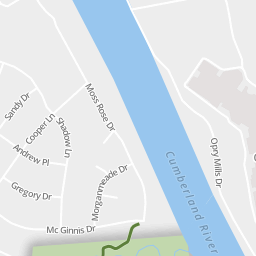 Moss Rose Dr
Sandy Dr
Cooper Ln
Shadow Ln
Opry Mills Dr
Andrew Pl
Cumberland River
Gregory Dr
Morganmeade Dr
Mc Ginnis Dr